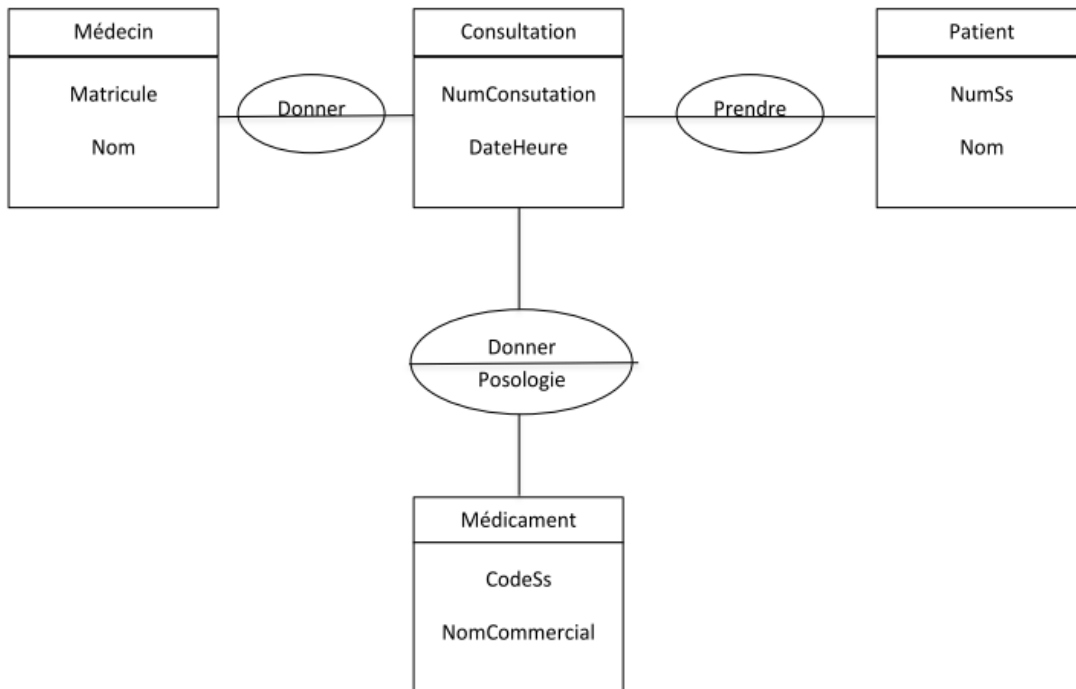 Médecin
Matricule
Nom
Donner
Consultation
NumConsutation
DateHeure
Prendre
Patient
NumSs
Nom
Donner
Posologie
Médicament
CodeSs
NomCommercial